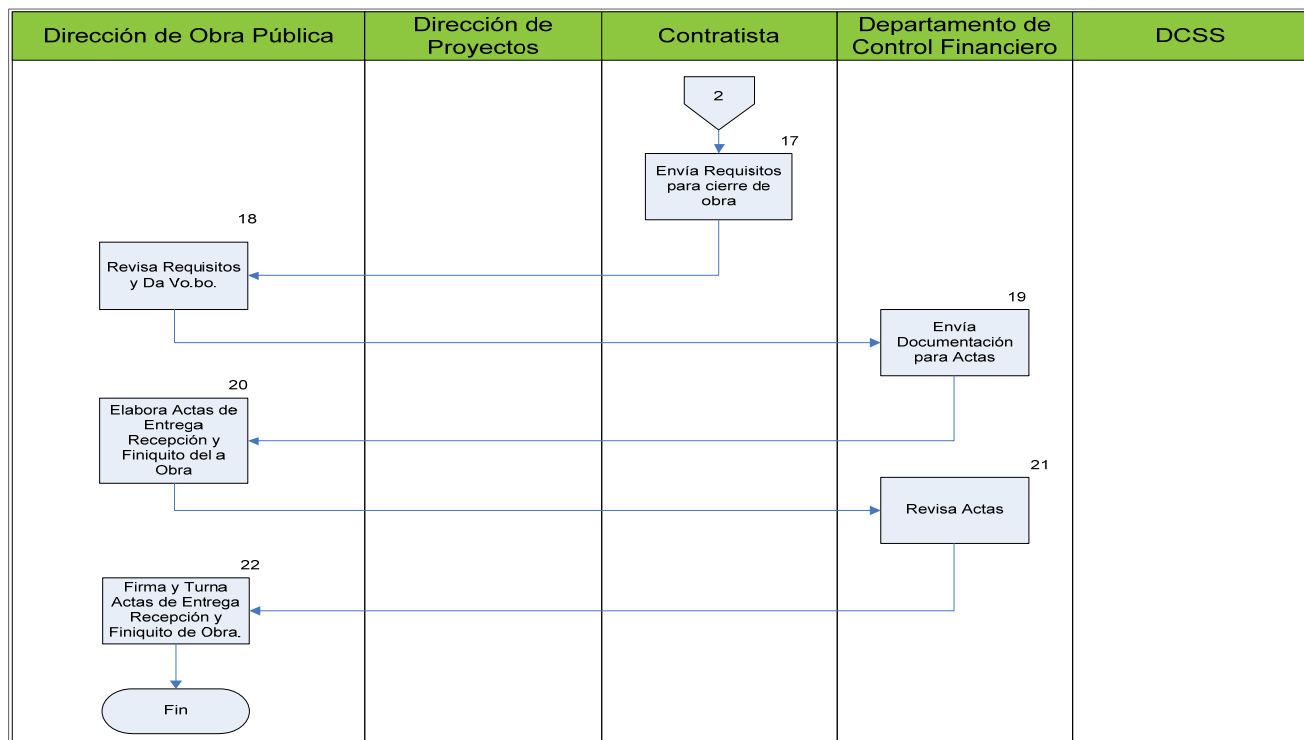 Dirección de Obra Pública
Dirección de
Proyectos
Contratista
Departamento de
Control Financiero
DCSS
2
17
Envía Requisitos
para cierre de
obra
18
Revisa Requisitos
y Da Vo.bo.
19
Envía
Documentación
para Actas
20
Elabora Actas de
Entrega
Recepción y
Finiquito del a
Obra
21
Revisa Actas
22
Firma y Turna
Actas de Entrega
Recepción y
Finiquito de Obra.
Fin